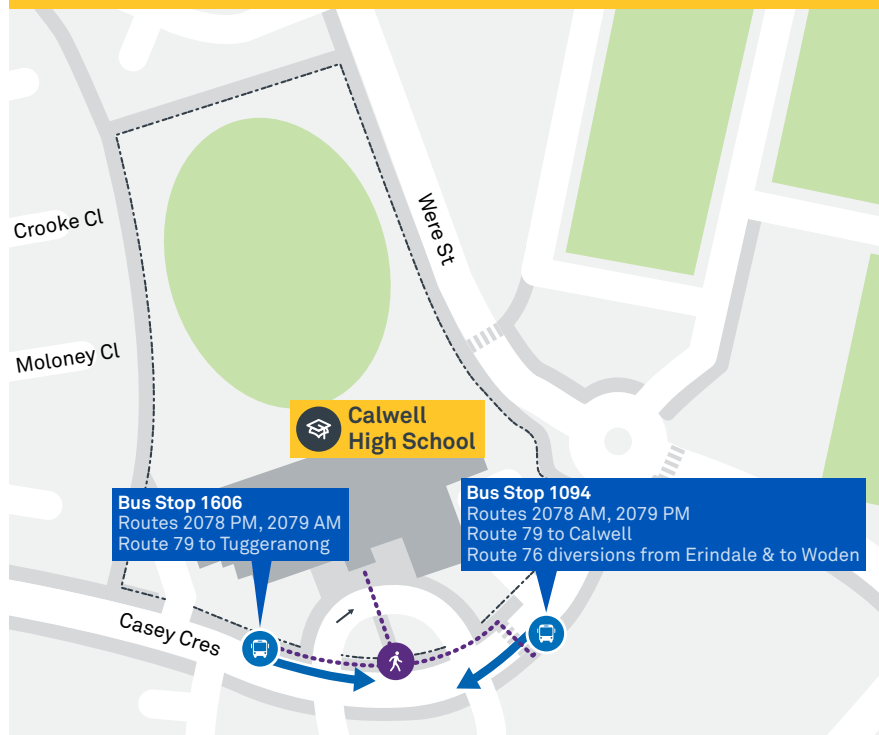 Crooke Cl
Were St
Moloney Cl
Calwell
High School
Bus Stop 1606
Routes 2078 PM, 2079 AM
Route 79 to Tuggeranong
Bus Stop 1094
Routes 2078 AM, 2079 PM
Route 79 to Calwell
Route 76 diversions from Erindale & to Woden
Casey Cres